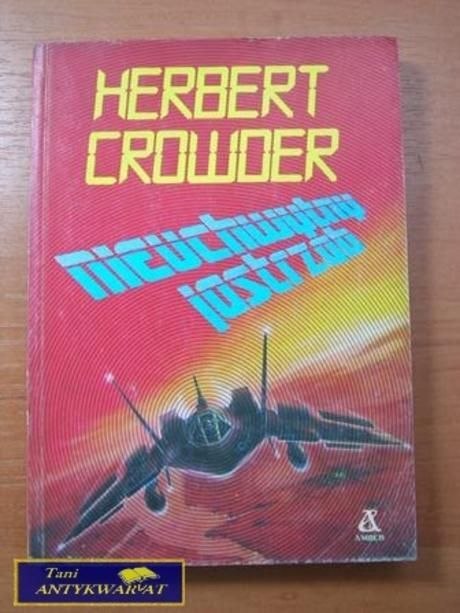 HERBERT
CROWDER
nieuchwytny
jastrząb
AMBER
Tani
ANTYKWARIAT